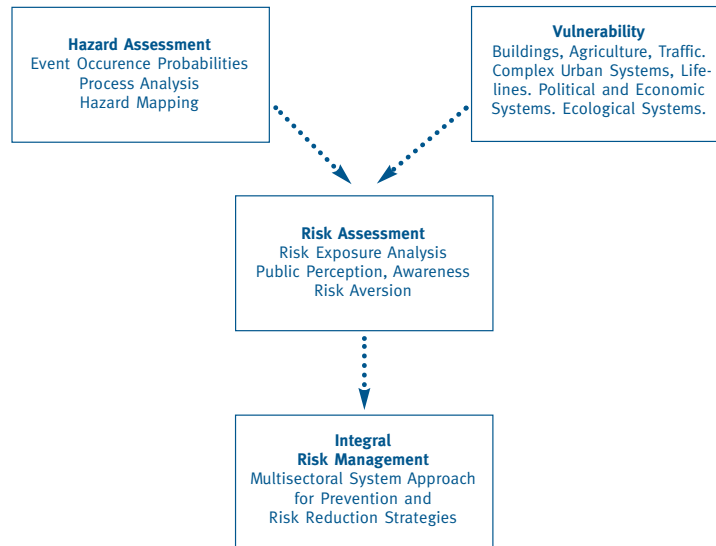 Hazard Assessment
Event Occurence Probabilities
Process Analysis
Hazard Mapping
Vulnerability
Buildings, Agriculture, Traffic.
Complex Urban Systems, Life-
lines. Political and Economic
Systems. Ecological Systems.
Risk Assessment
Risk Exposure Analysis
Public Perception, Awareness
Risk Aversion
Integral
Risk Management
Multisectoral System Approach
for Prevention and
Risk Reduction Strategies